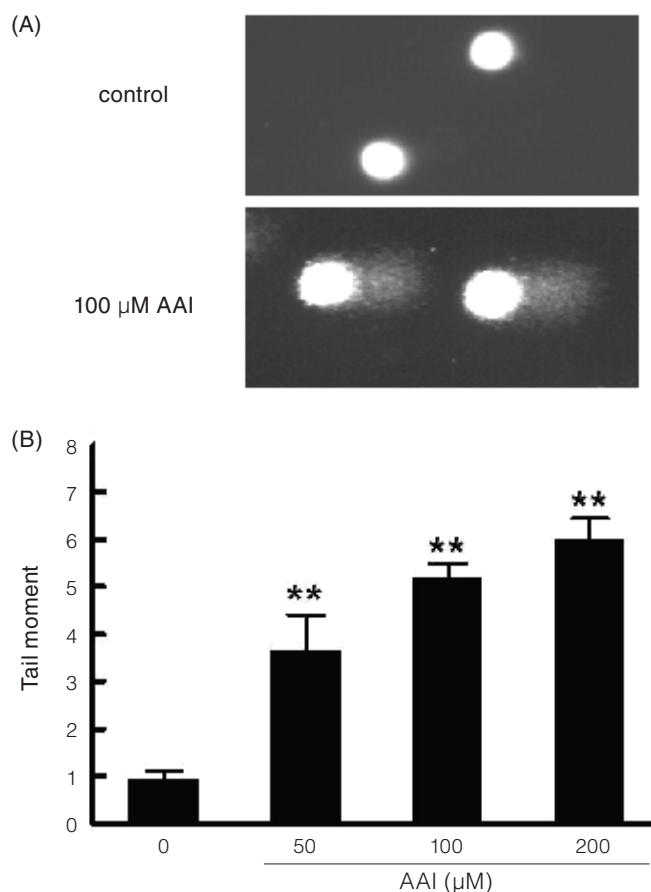 (A)
control
100 μM AAI
(B)
8
7
6
5
4
3
2
1
0
Tail moment
**
**
**
0 50 100 200
AAI (μM)